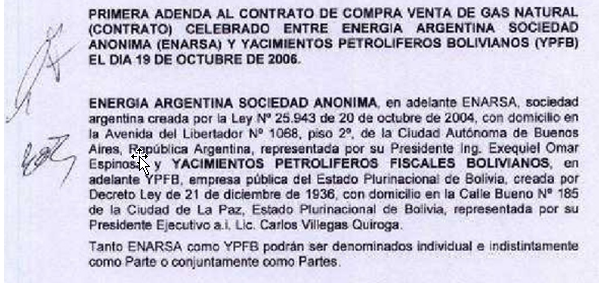 PRIMERA ADENDA AL CONTRATO DE COMPRA VENTA DE GAS NATURAL
(CONTRATO) CELEBRADO ENTRE ENERGIA ARGENTINA SOCIEDAD
ANONIMA (ENARSA) Y YACIMIENTOS PETROLIFEROS BOLIVIANOS (YPFB)
EL DIA 19 DE OCTUBRE DE 2006.
ENERGIA ARGENTINA SOCIEDAD ANONIMA, en adelante ENARSA, sociedad
argentina creada por la Ley Nº 25.943 de 20 de octubre de 2004, con domicilio en
la Avenida del Libertador Nº 1068, piso 2º, de la Ciudad Autónoma de Buenos
Aires, República Argentina, representada por su Presidente Ing. Exequiel Omar
Espinosa y YACIMIENTOS PETROLIFEROS FISCALES BOLIVIANOS, en
adelante YPFB, empresa pública del Estado Plurinacional de Bolivia, creada por
Decreto Ley de 21 de diciembre de 1936, con domicilio en la Calle Bueno Nº 185
de la Ciudad de La Paz, Estado Plurinacional de Bolivia, representada por su
Presidente Ejecutivo a.i. Lic. Carlos Villegas Quiroga.
Tanto ENARSA como YPFB podrán ser denominados individual e indistintamente
como Parte o conjuntamente como Partes.